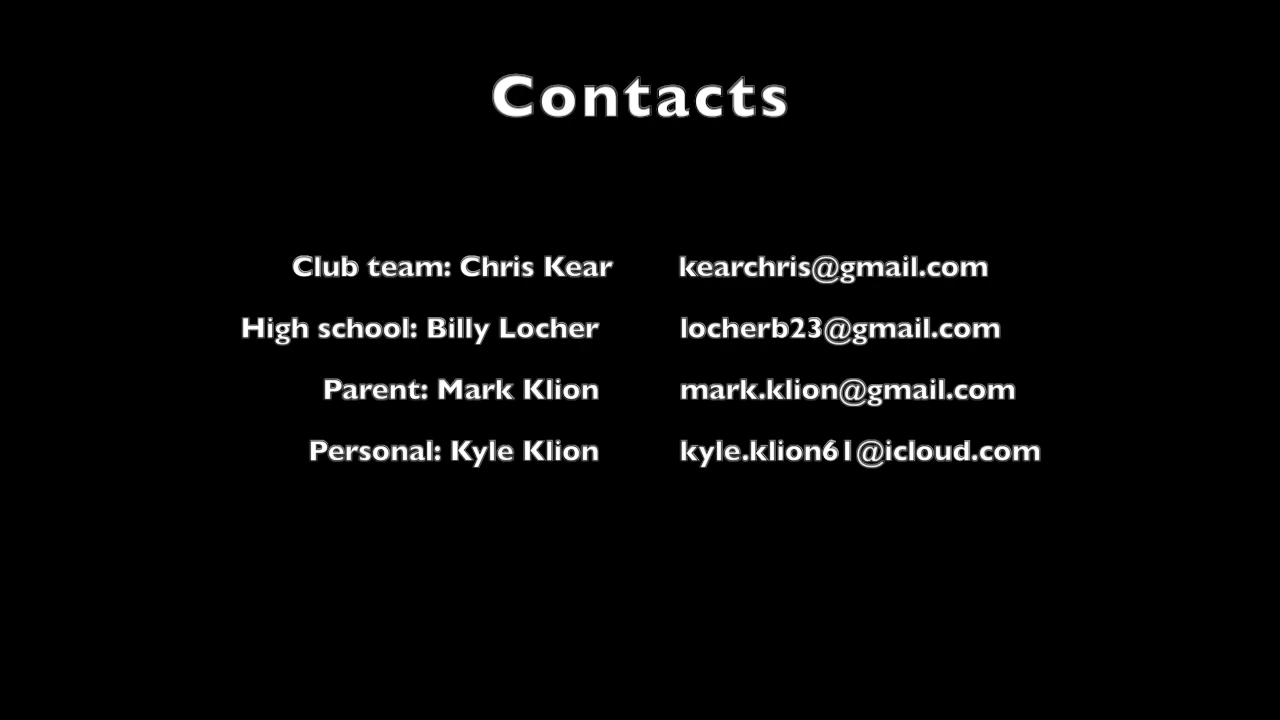 Contacts
Club team: Chris Kear kearchris@gmail.com
High school: Billy Locher locherb23@gmail.com
Parent: Mark Klion mark.klion@gmail.com
Personal: Kyle Klion kyle.klion61@icloud.com